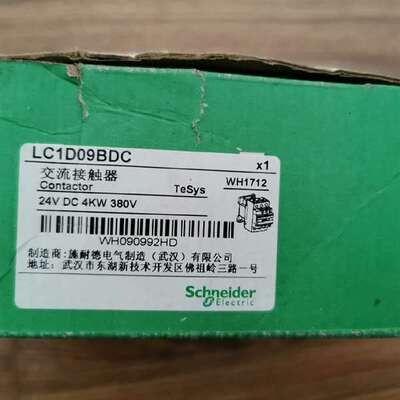 LC1D09BDC x1
交流接触器
Contactor TeSys WH1712
24V DC 4KW 380V
WH090992HD
制造商:施耐德电气制造（武汉）有限公司
地址:武汉市东湖新技术开发区佛祖岭三路一号
Schneider
Electric